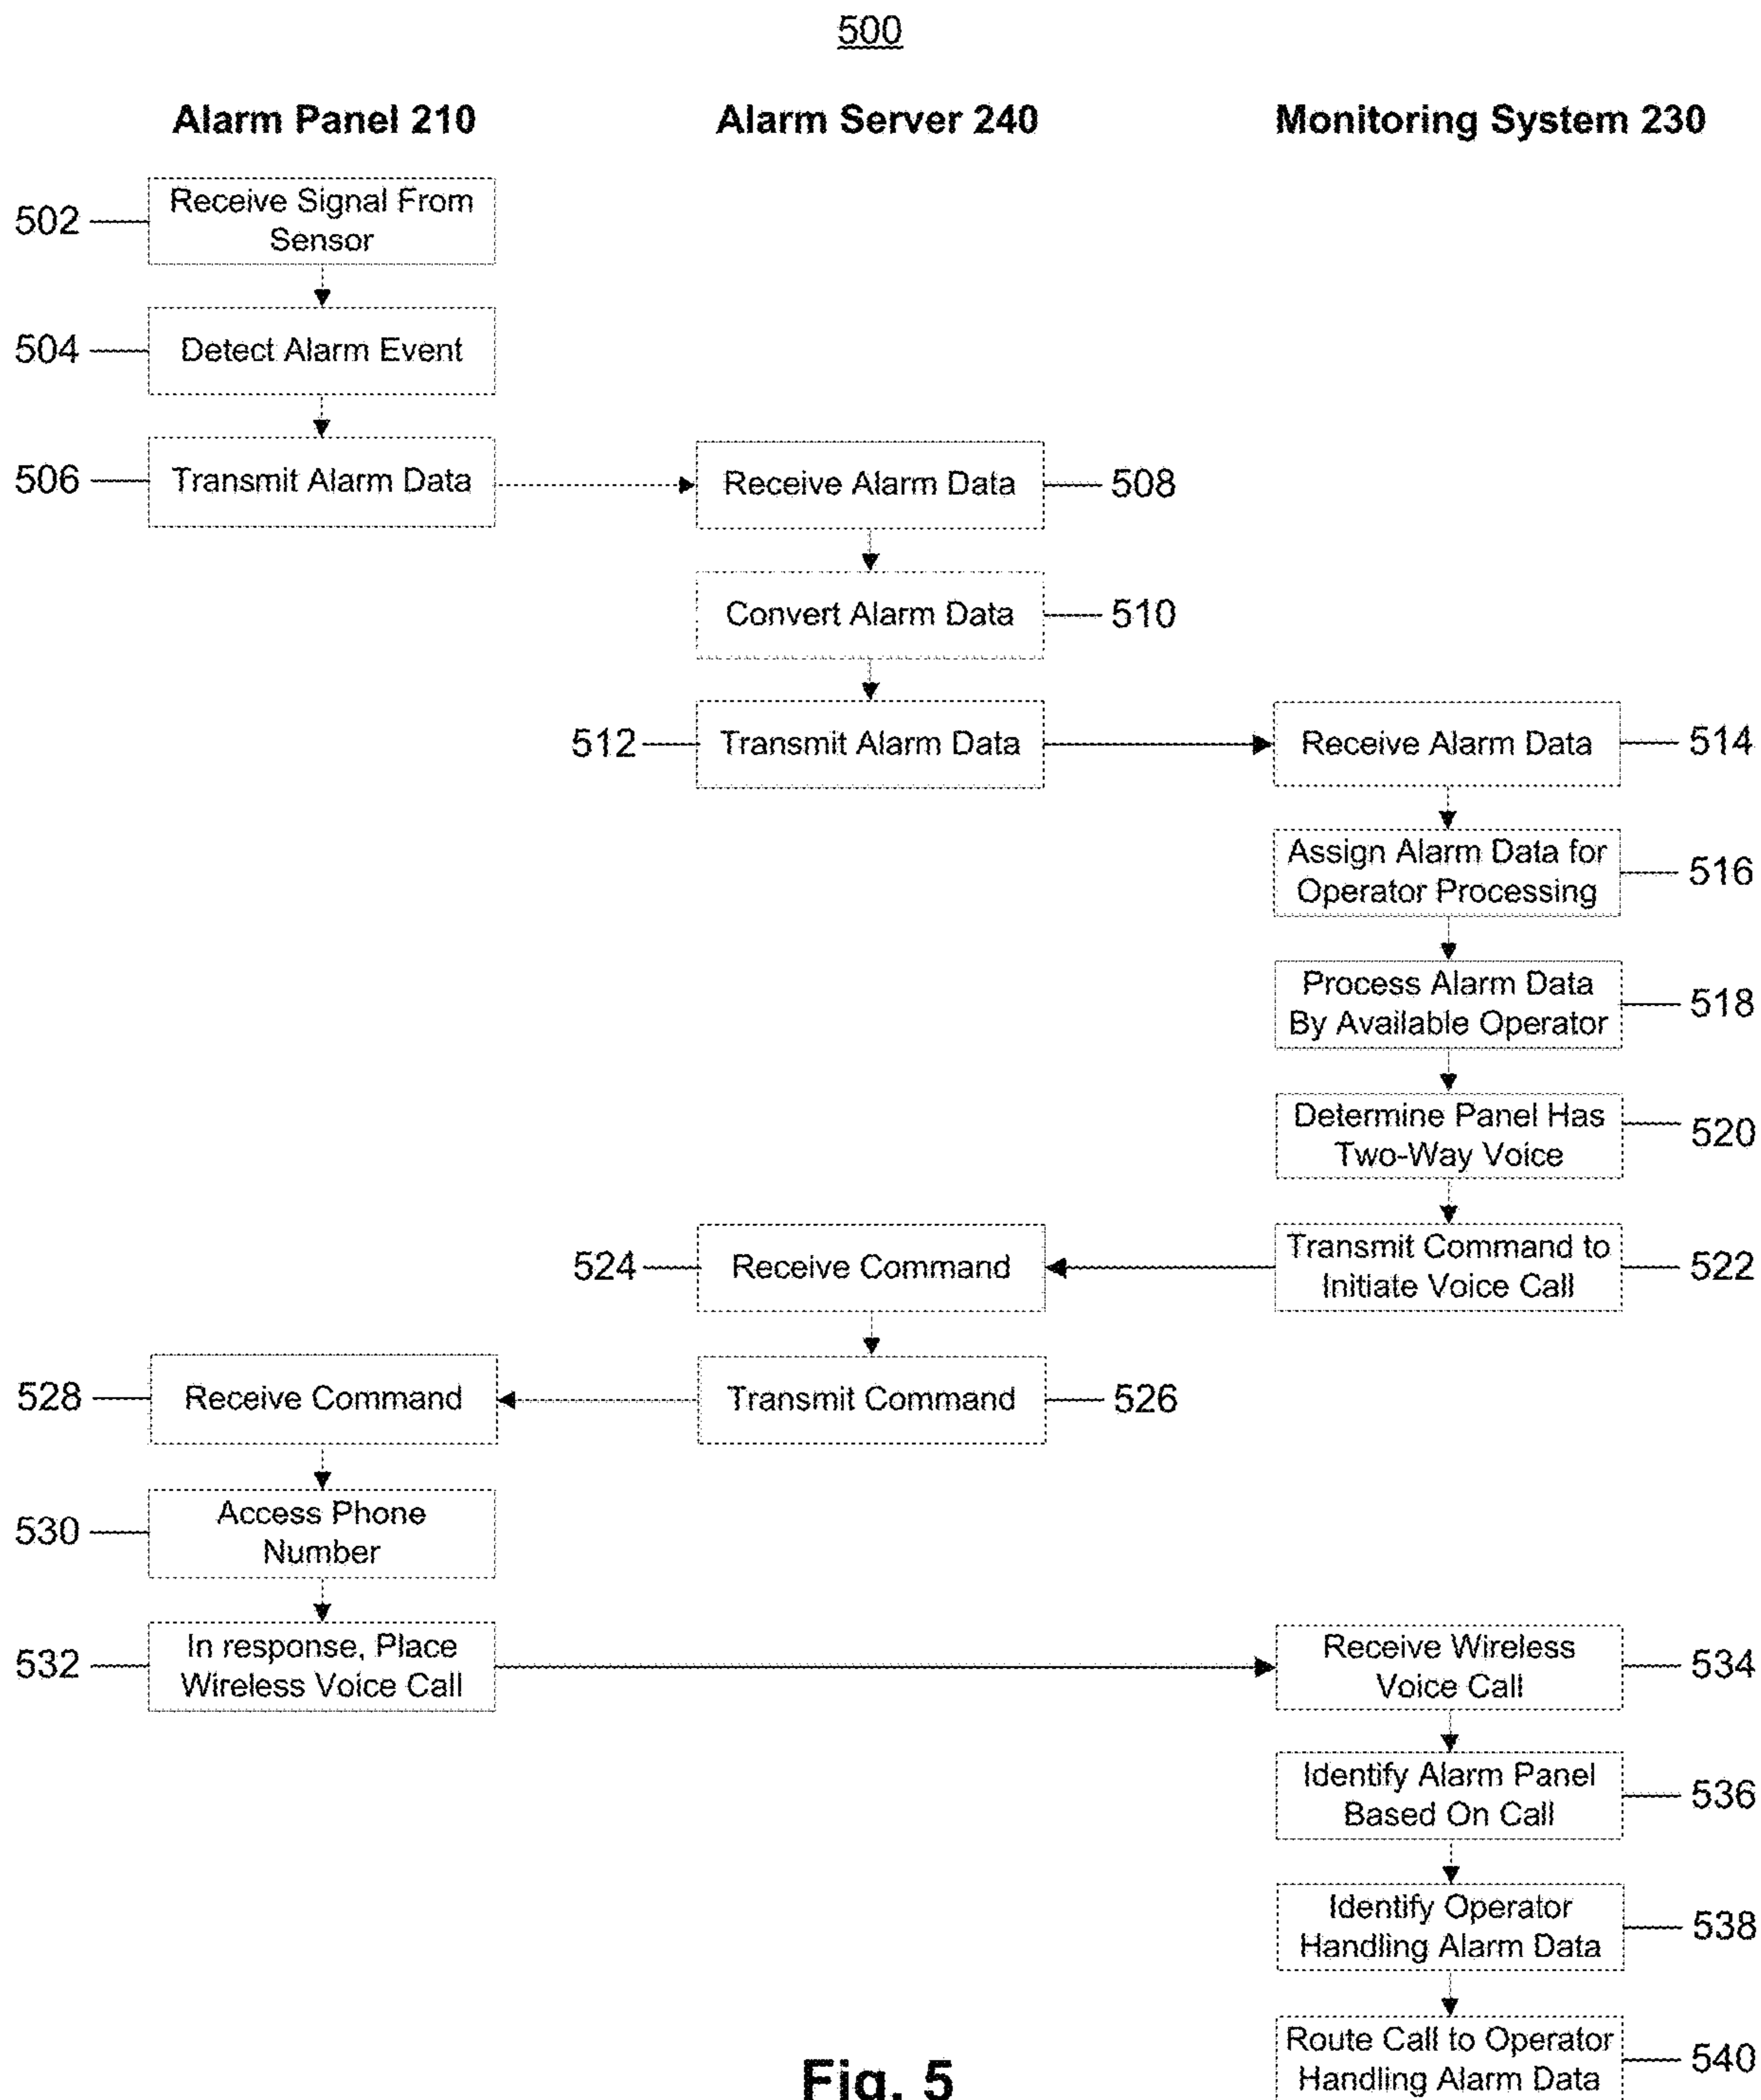 500
Alarm Panel 210
Alarm Server 240
Monitoring System 230
502
Receive Signal From
Sensor
504
Detect Alarm Event
506
Transmit Alarm Data
Receive Alarm Data
508
Convert Alarm Data
510
512
Transmit Alarm Data
Receive Alarm Data
514
Assign Alarm Data for
Operator Processing
516
Process Alarm Data
By Available Operator
518
Determine Panel Has
Two-Way Voice
520
Transmit Command to
Initiate Voice Call
522
524
Receive Command
Transmit Command
526
528
Receive Command
530
Access Phone
Number
532
In response, Place
Wireless Voice Call
Receive Wireless
Voice Call
534
Identify Alarm Panel
Based On Call
536
Identify Operator
Handling Alarm Data
538
Route Call to Operator
Handling Alarm Data
540
Fig. 5